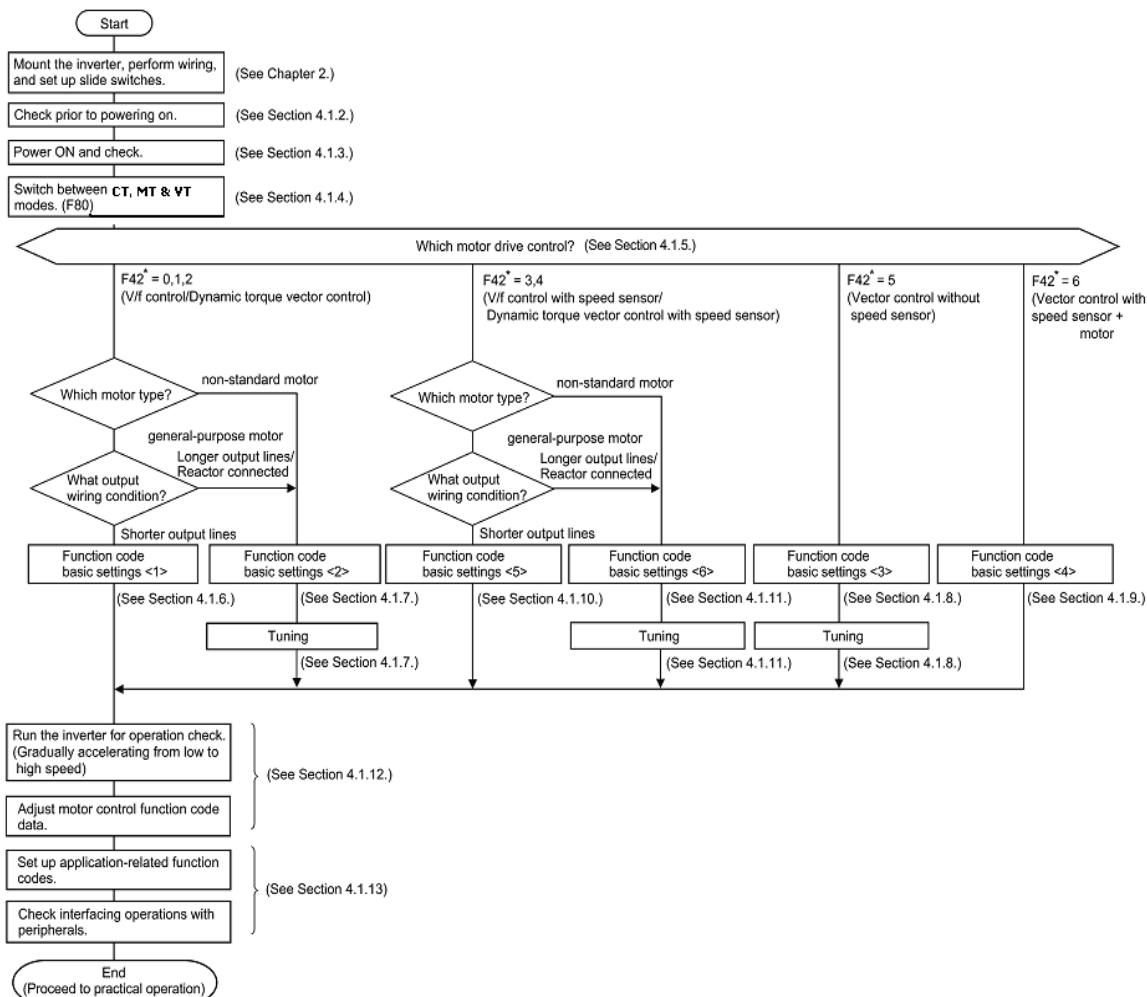 Start
Mount the inverter, perform wiring,
and set up slide switches.
(See Chapter 2.)
Check prior to powering on.
(See Section 4.1.2.)
Power ON and check.
(See Section 4.1.3.)
Switch between CT, MT & VT
modes. (F80)
(See Section 4.1.4.)
Which motor drive control? (See Section 4.1.5.)
F42* = 0,1,2
(V/f control/Dynamic torque vector control)
F42* = 3,4
(V/f control with speed sensor/
Dynamic torque vector control with speed sensor)
F42* = 5
(Vector control without
speed sensor)
F42* = 6
(Vector control with
speed sensor +
motor
Which motor type?
non-standard motor
general-purpose motor
Longer output lines/
Reactor connected
What output
wiring condition?
Shorter output lines
Which motor type?
non-standard motor
general-purpose motor
Longer output lines/
Reactor connected
What output
wiring condition?
Shorter output lines
Function code
basic settings <1>
(See Section 4.1.6.)
Function code
basic settings <2>
(See Section 4.1.7.)
Tuning
(See Section 4.1.7.)
Function code
basic settings <5>
(See Section 4.1.10.)
Function code
basic settings <6>
(See Section 4.1.11.)
Tuning
(See Section 4.1.11.)
Function code
basic settings <3>
(See Section 4.1.8.)
Tuning
(See Section 4.1.8.)
Function code
basic settings <4>
(See Section 4.1.9.)
Run the inverter for operation check.
(Gradually accelerating from low to
high speed)
Adjust motor control function code
data.
(See Section 4.1.12.)
Set up application-related function
codes.
Check interfacing operations with
peripherals.
(See Section 4.1.13)
End
(Proceed to practical operation)